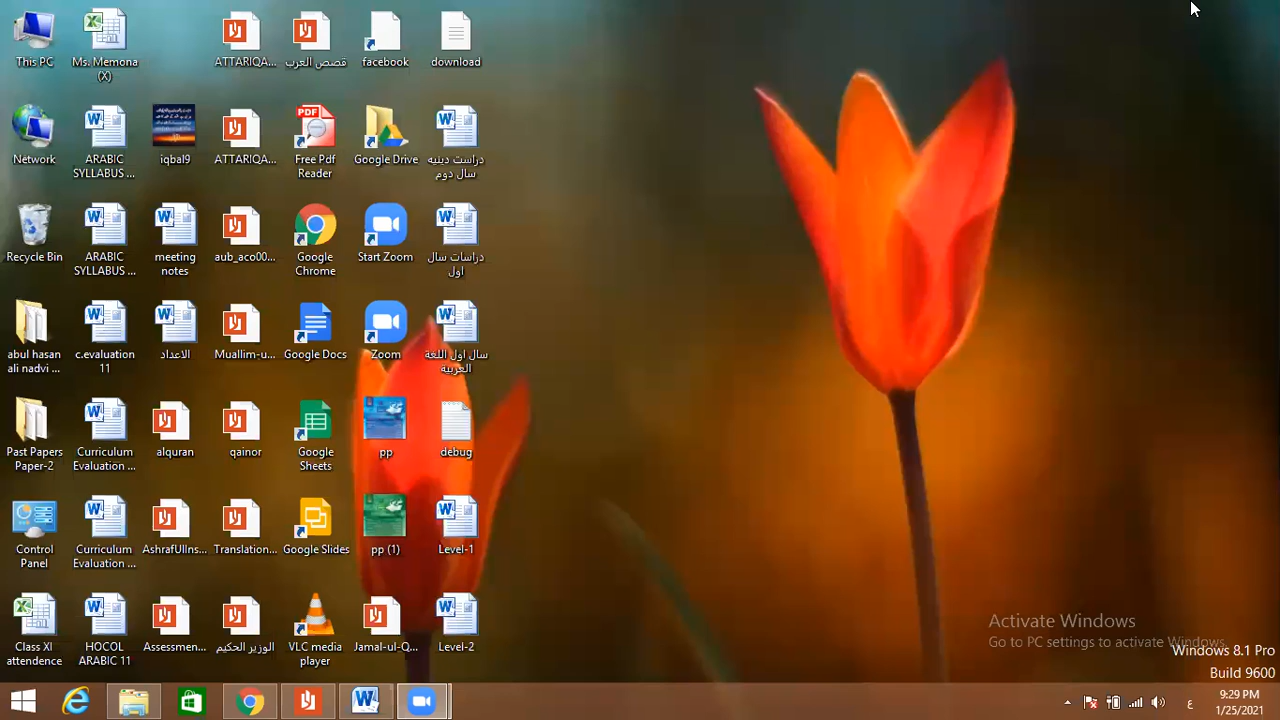 This PC
Ms. Memona
(X)
ATTARIQA...
قصص العرب
facebook
download
Network
ARABIC
SYLLABUS ...
iqbal9
ATTARIQA...
Free Pdf
Reader
Google Drive
دراست دينيه
سال دوم
Recycle Bin
ARABIC
SYLLABUS ...
meeting
notes
aub_aco00...
Google
Chrome
Start Zoom
دراسات سال
اول
abul hasan
ali nadvi ...
c.evaluation
11
الاعداد
Muallim-u...
Google Docs
Zoom
سال اول اللغة
العربية
Past Papers
Paper-2
Curriculum
Evaluation ...
alquran
qainor
Google
Sheets
pp
debug
Control
Panel
Curriculum
Evaluation ...
AshrafUlIns...
Translation...
Google Slides
pp (1)
Level-1
Class XI
attendence
HOCOL
ARABIC 11
Assessmen...
الوزير الحكيم
VLC media
player
Jamal-ul-Q...
Level-2
Activate Windows
Go to PC settings to activate Windows.
Windows 8.1 Pro
Build 9600
ع
9:29 PM
1/25/2021